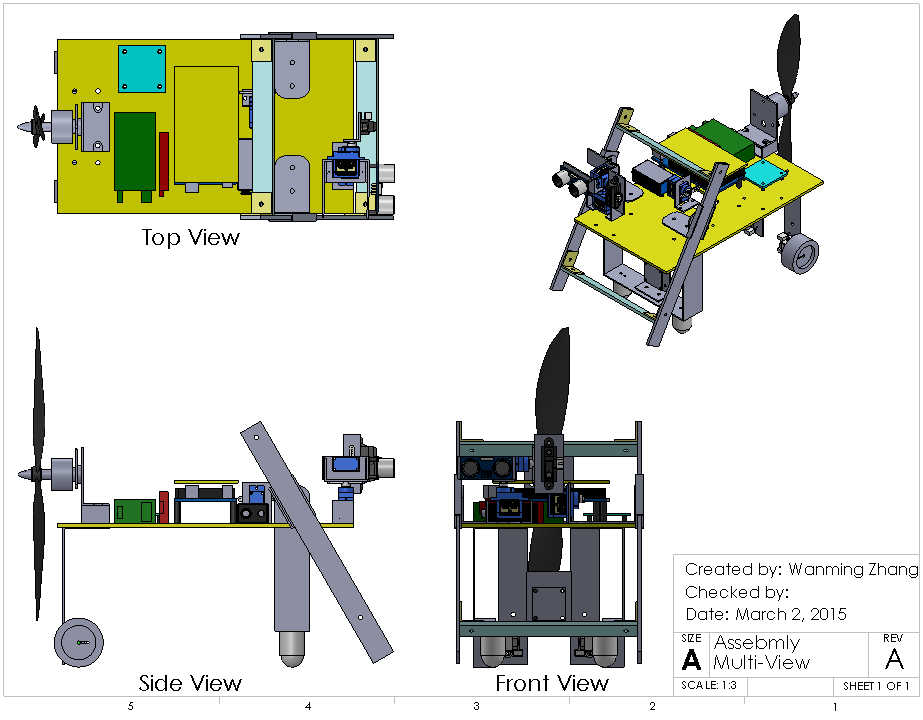 Top View
Side View
Front View
Created by: Wanming Zhang
Checked by:
Date: March 2, 2015
SIZE
A
Assebmly
Multi-View
REV
A
SCALE: 1:3
SHEET 1 OF 1
5
4
3
2
1